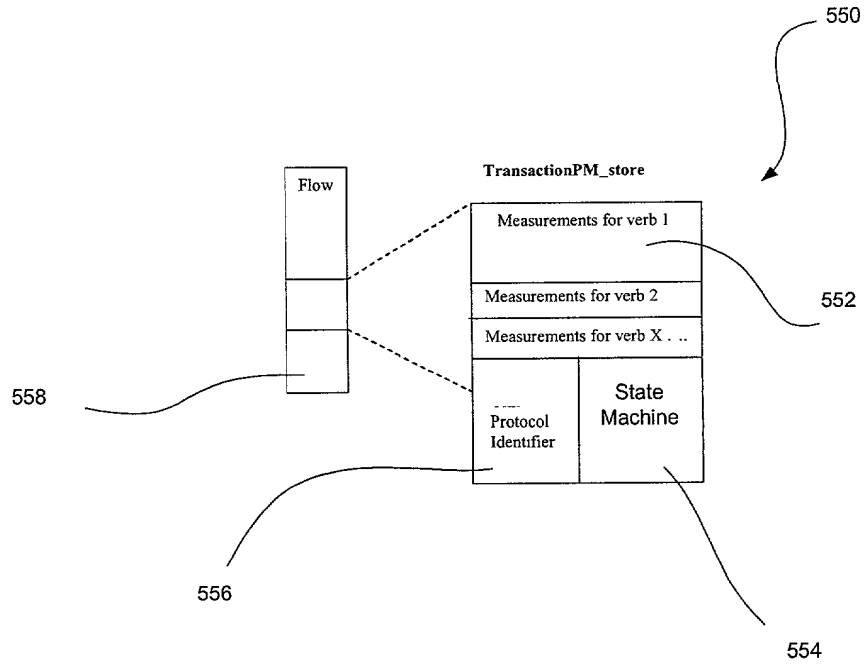 550
TransactionPM_store
Flow
Measurements for verb 1
552
Measurements for verb 2
Measurements for verb X . ..
558
State
Machine
Protocol
Identifier
556
554